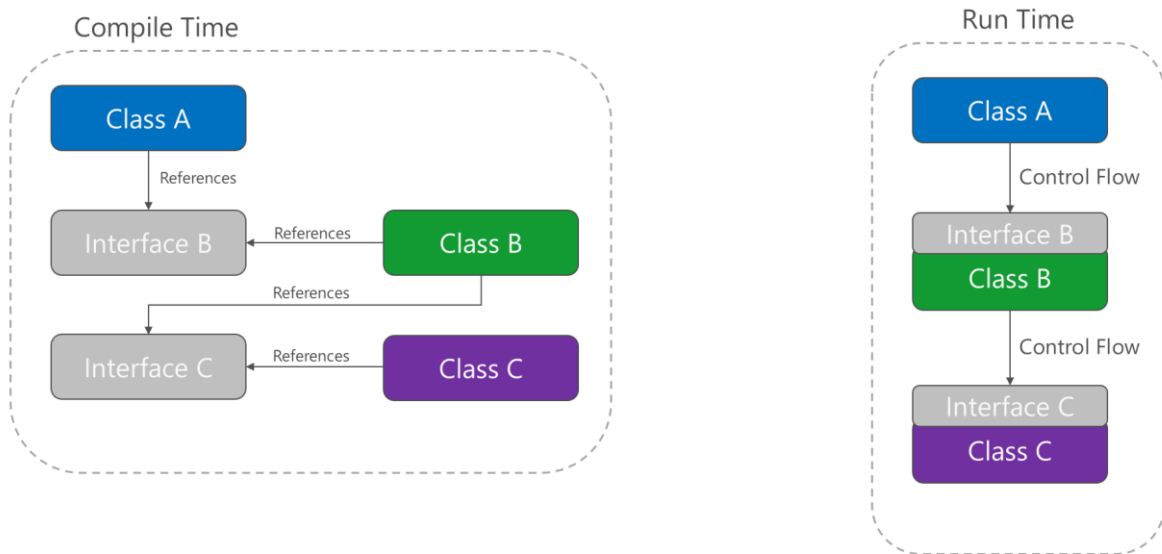 Compile Time
Class A
References
Interface B
References
Class B
References
Interface C
References
Class C
Run Time
Class A
Control Flow
Interface B
Class B
Control Flow
Interface C
Class C